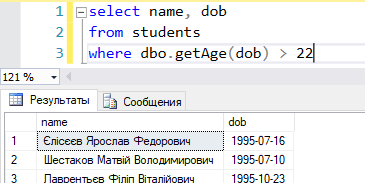 1 select name, dob
2 from students
3 where dbo.getAge(dob) > 22
121 %
Результаты Сообщения
name dob
1 Єлісєєв Ярослав Федорович 1995-07-16
2 Шестаков Матвій Володимирович 1995-07-10
3 Лаврентьєв Філіп Віталійович 1995-10-23